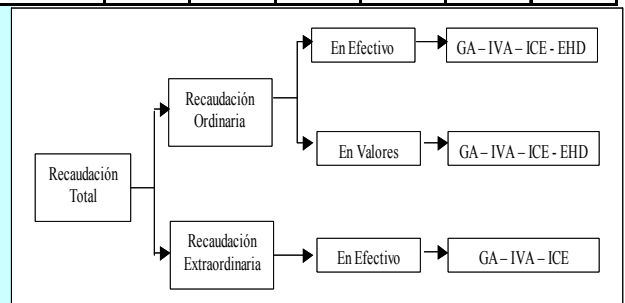 En Efectivo
GA – IVA – ICE - EHD
Recaudación
Ordinaria
En Valores
GA – IVA – ICE - EHD
Recaudación
Total
Recaudación
Extraordinaria
En Efectivo
GA – IVA – ICE